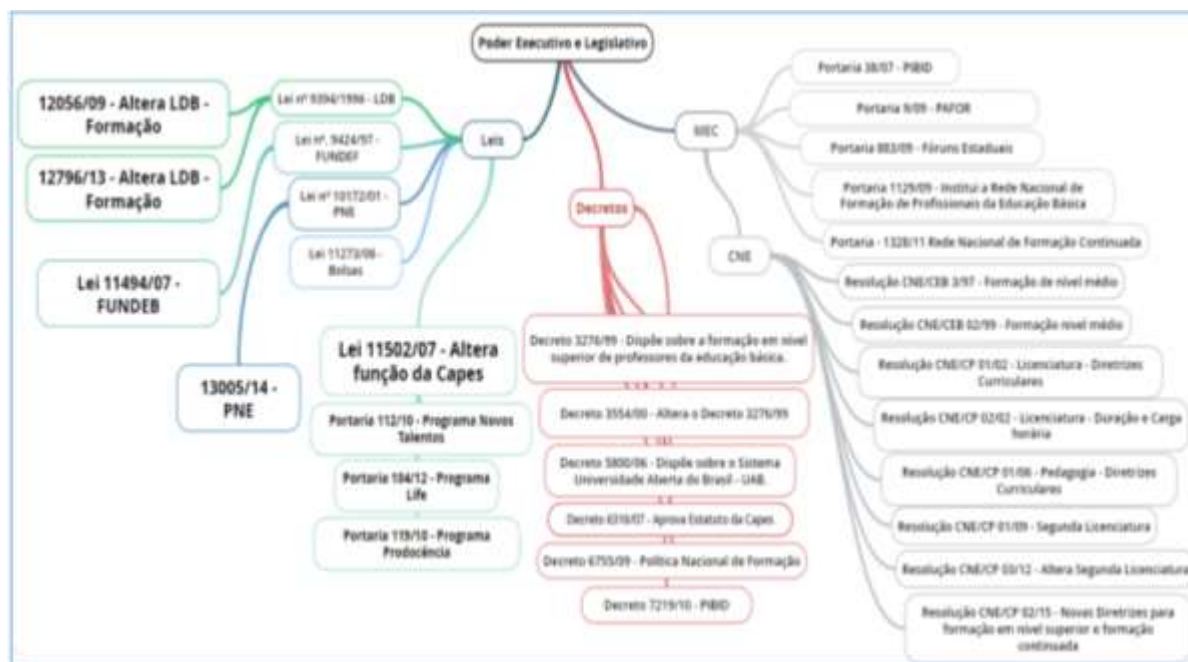 Poder Executivo e Legislativo
12056/09 - Altera LDB -
Formação
12796/13 - Altera LDB -
Formação
Lei 11494/07 -
FUNDEB
13005/14 -
PNE
Lei nº 9394/1996 - LDB
Lei nº. 9424/97 -
FUNDEF
Lei nº 10172/01 -
PNE
Lei 11273/06 -
Bolsas
Leis
Lei 11502/07 - Altera
função da Capes
Portaria 112/10 - Programa Novos
Talentos
Portaria 184/12 - Programa
Life
Portaria 119/10 - Programa
Prodocência
Decretos
Decreto 3276/99 - Dispõe sobre a formação em nível
superior de professores da educação básica.
Decreto 3554/00 - Altera o Decreto 3276/99
Decreto 5800/06 - Dispõe sobre o Sistema
Universidade Aberta do Brasil - UAB.
Decreto 6316/07 - Aprova Estatuto da Capes
Decreto 6755/09 - Política Nacional de Formação
Decreto 7219/10 - PIBID
MEC
Portaria 38/07 - PIBID
Portaria 9/09 - PAFOR
Portaria 883/09 - Fóruns Estaduais
Portaria 1129/09 - Institui a Rede Nacional de
Formação de Profissionais da Educação Básica
Portaria - 1328/11 Rede Nacional de Formação Continuada
CNE
Resolução CNE/CEB 3/97 - Formação de nível médio
Resolução CNE/CEB 02/99 - Formação nível médio
Resolução CNE/CP 01/02 - Licenciatura - Diretrizes
Curriculares
Resolução CNE/CP 02/02 - Licenciatura - Duração e Carga
horária
Resolução CNE/CP 01/06 - Pedagogia - Diretrizes
Curriculares
Resolução CNE/CP 01/09 - Segunda Licenciatura
Resolução CNE/CP 03/12 - Altera Segunda Licenciatura
Resolução CNE/CP 02/15 - Novas Diretrizes para
formação em nível superior e formação
continuada